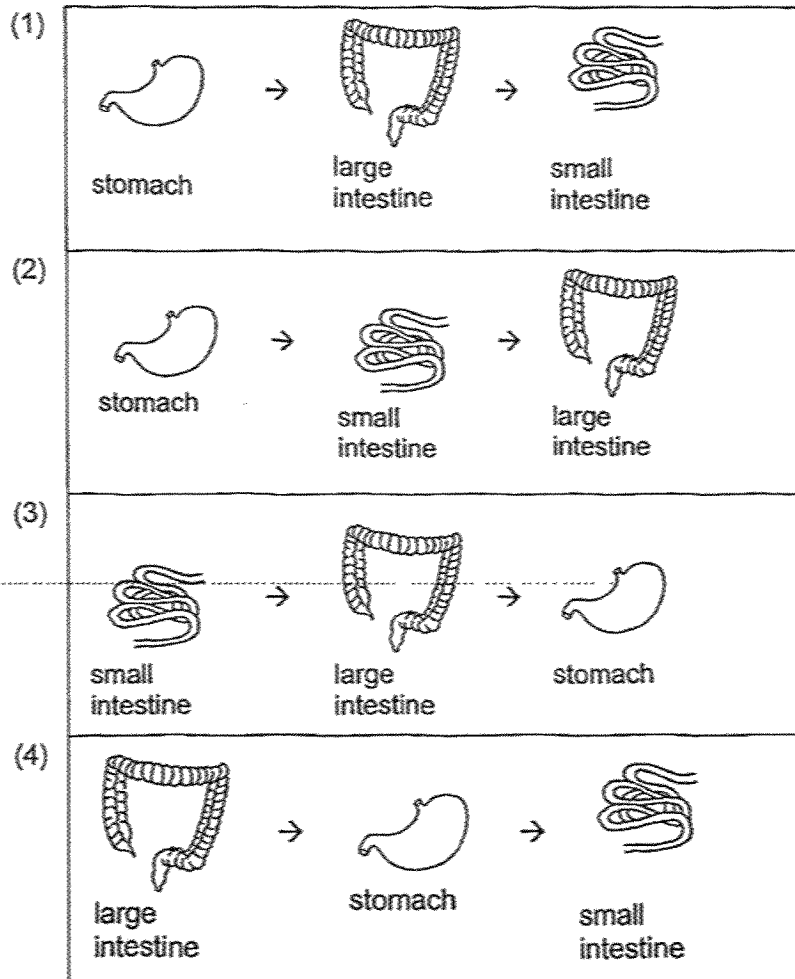 (1)
stomach → large intestine → small intestine
(2)
stomach → small intestine → large intestine
(3)
small intestine → large intestine → stomach
(4)
large intestine → stomach → small intestine